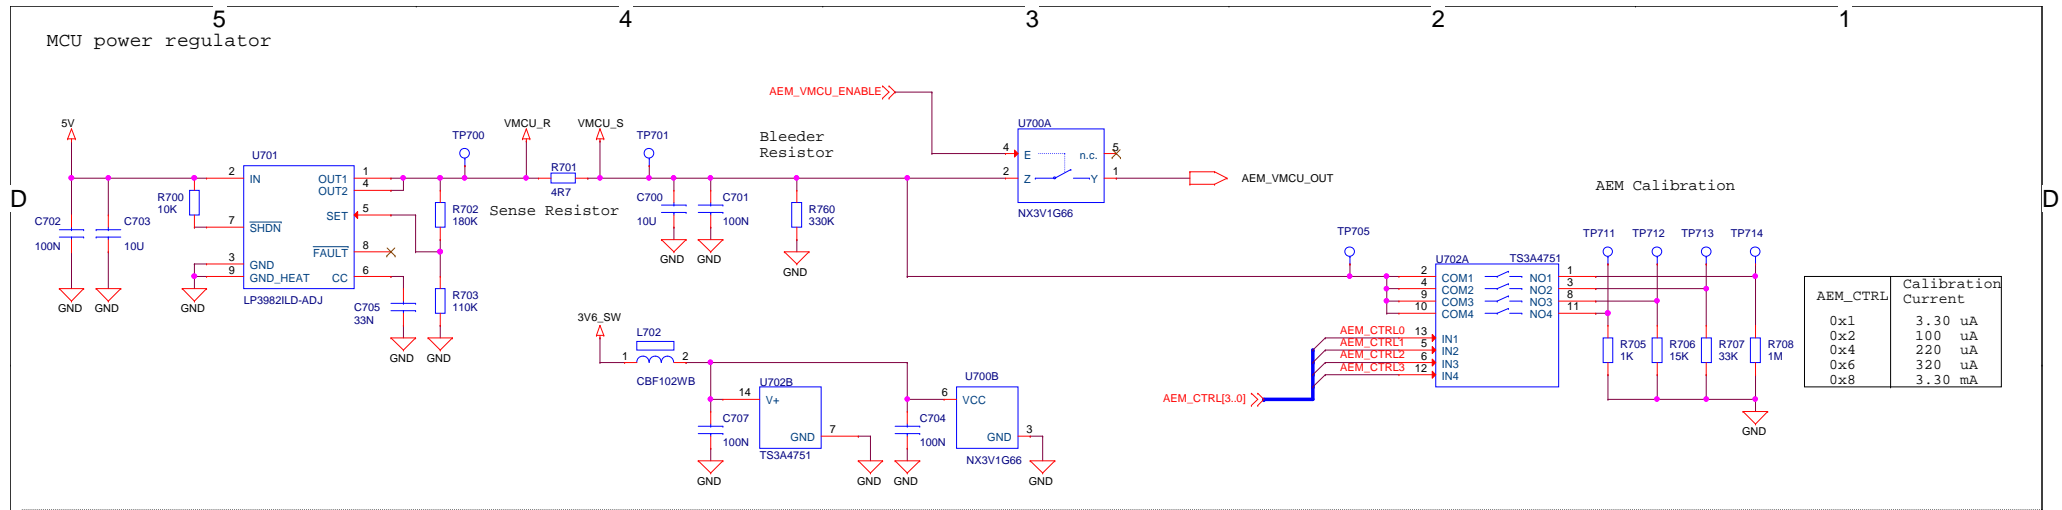 5 4 3 2 1
MCU power regulator
AEM_VMCU_ENABLE
5V
TP700
VMCU_R
VMCU_S
TP701
Bleeder
Resistor
U700A
4 E n.c. 5
2 Z Y 1
NX3V1G66
AEM_VMCU_OUT
U701
2 IN OUT1 1
OUT2 4
SET 5
7 SHDN
FAULT 8
3 GND
9 GND_HEAT CC 6
LP3982ILD-ADJ
R700
10K
C702
100N
C703
10U
GND
GND
GND
R702
180K
R701
4R7
Sense Resistor
C700
10U
C701
100N
R760
330K
GND
GND
GND
R703
110K
C705
33N
GND
GND
D
D
AEM Calibration
TP705
TP711
TP712
TP713
TP714
U702A
TS3A4751
2 COM1 NO1 1
4 COM2 NO2 3
9 COM3 NO3 8
10 COM4 NO4 11
AEM_CTRL0 13 IN1
AEM_CTRL1 5 IN2
AEM_CTRL2 6 IN3
AEM_CTRL3 12 IN4
AEM_CTRL[3..0]
R705
1K
R706
15K
R707
33K
R708
1M
GND
AEM_CTRL Calibration
Current
0x1 3.30 uA
0x2 100 uA
0x4 220 uA
0x6 320 uA
0x8 3.30 mA
3V6_SW
L702
1 2
CBF102WB
U702B
14 V+
GND 7
TS3A4751
C707
100N
GND
GND
U700B
6 VCC
GND 3
NX3V1G66
C704
100N
GND
GND